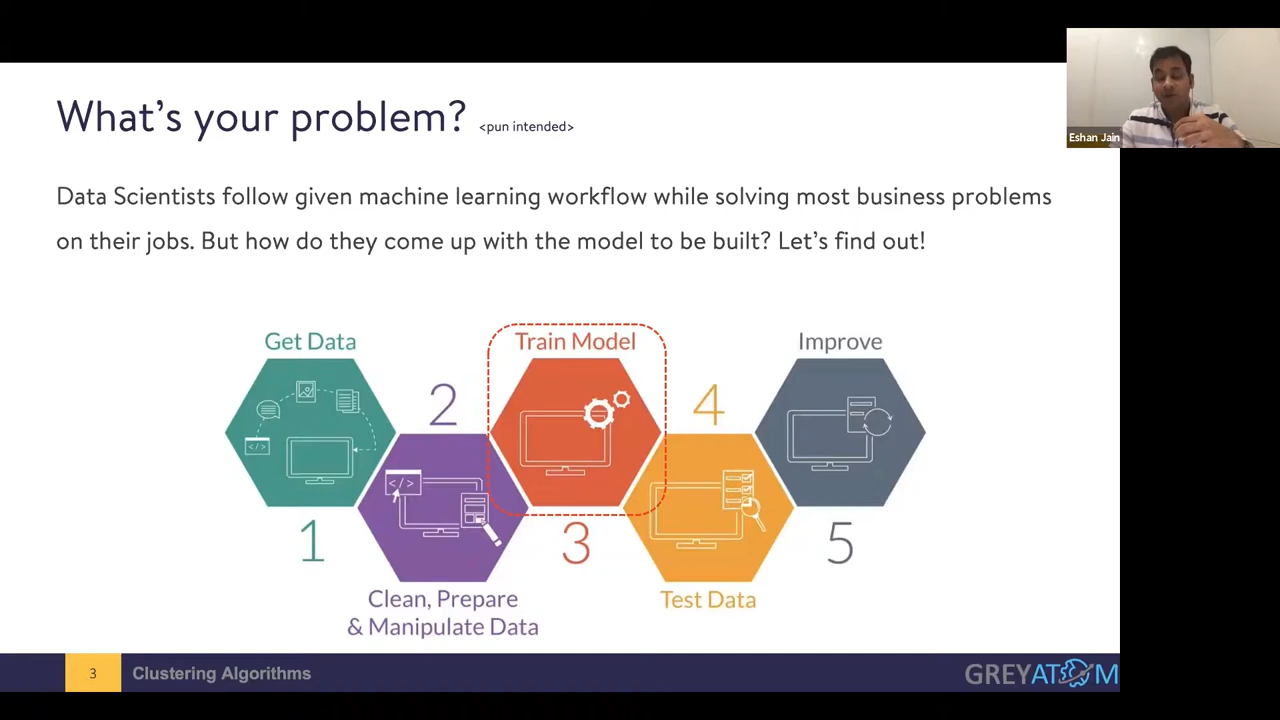 What's your problem? <pun intended>
Eshan Jain
Data Scientists follow given machine learning workflow while solving most business problems
on their jobs. But how do they come up with the model to be built? Let's find out!
Get Data
Train Model
Improve
2
4
</>
</>
1
3
5
Clean, Prepare
& Manipulate Data
Test Data
3
Clustering Algorithms
GREYATOM